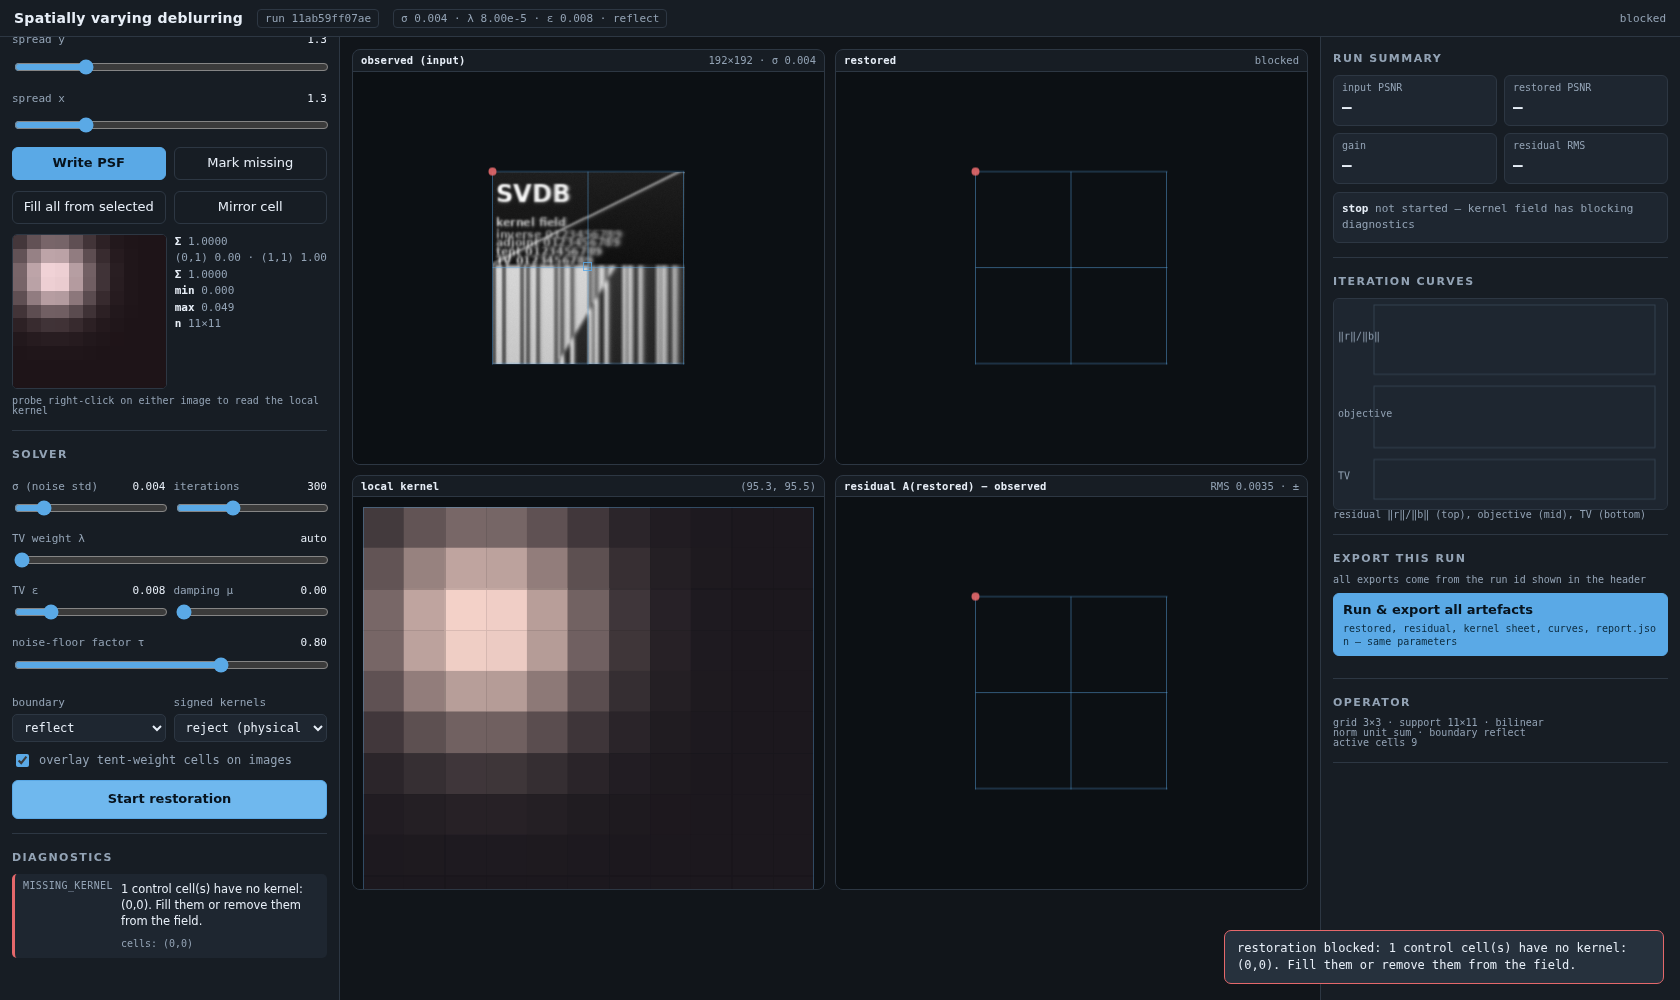 Spatially varying deblurring
run 11ab59ff07ae
σ 0.004 · λ 8.00e-5 · ε 0.008 · reflect
blocked
spread y 1.3
spread x 1.3
Write PSF
Mark missing
Fill all from selected
Mirror cell
Σ 1.0000
(0,1) 0.00 · (1,1) 1.00
Σ 1.0000
min 0.000
max 0.049
n 11×11
probe right-click on either image to read the local
kernel
SOLVER
σ (noise std) 0.004 iterations 300
TV weight λ auto
TV ε 0.008 damping μ 0.00
noise-floor factor τ 0.80
boundary signed kernels
reflect
reject (physical
overlay tent-weight cells on images
Start restoration
DIAGNOSTICS
MISSING_KERNEL
1 control cell(s) have no kernel:
(0,0). Fill them or remove them
from the field.
cells: (0,0)
observed (input) 192×192 · σ 0.004
SVDB
kernel field
inverse 0123456789
adjoint 0123456789
restored blocked
local kernel (95.3, 95.5)
residual A(restored) − observed RMS 0.0035 · ±
RUN SUMMARY
input PSNR
—
restored PSNR
—
gain
—
residual RMS
—
stop not started — kernel field has blocking
diagnostics
ITERATION CURVES
‖r‖/‖b‖
objective
TV
residual ‖r‖/‖b‖ (top), objective (mid), TV (bottom)
EXPORT THIS RUN
all exports come from the run id shown in the header
Run & export all artefacts
restored, residual, kernel sheet, curves, report.jso
n — same parameters
OPERATOR
grid 3×3 · support 11×11 · bilinear
norm unit_sum · boundary reflect
active cells 9
restoration blocked: 1 control cell(s) have no kernel:
(0,0). Fill them or remove them from the field.